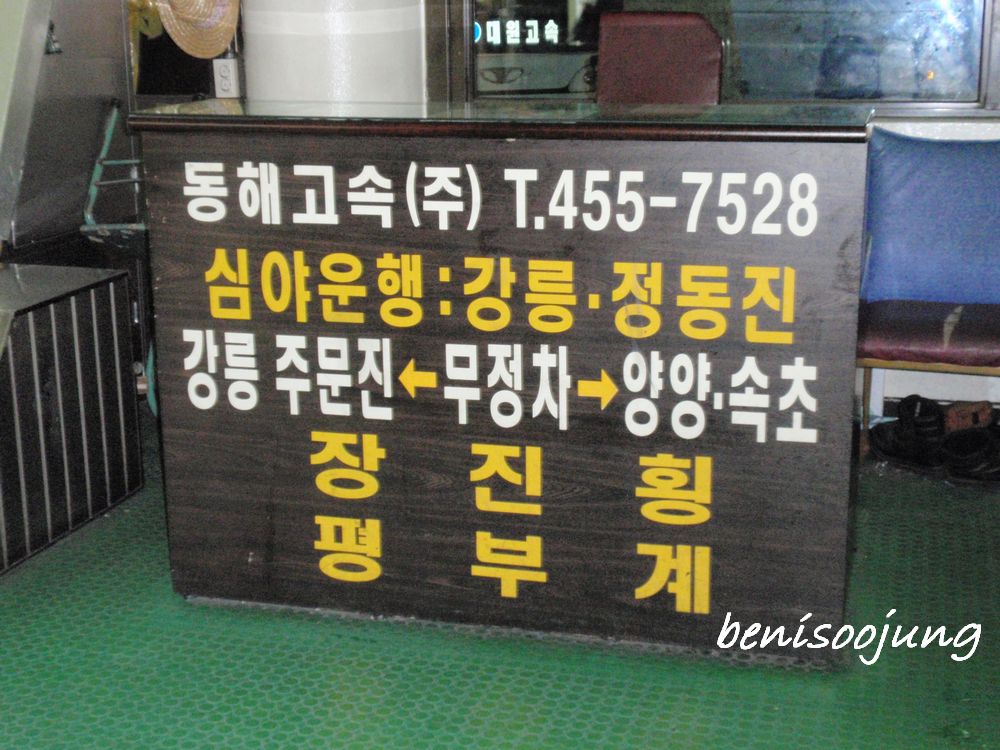 대원고속
동해고속(주) T.455-7528
심야운행:강릉·정동진
강릉 주문진←무정차→양양·속초
장 진 횡
평 부 계
benisoojung